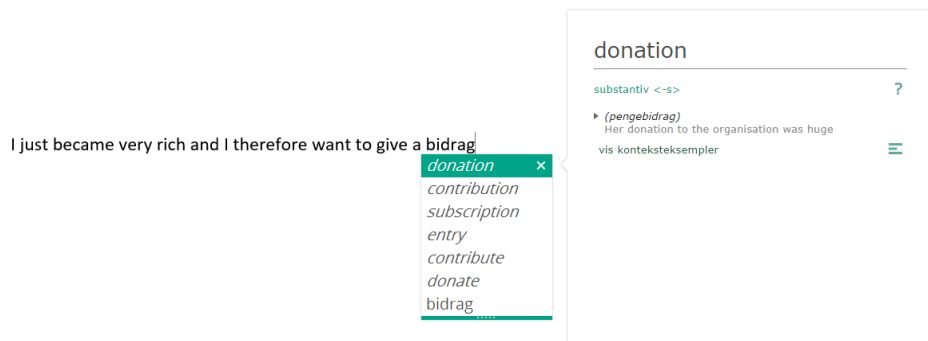 I just became very rich and I therefore want to give a bidrag
donation ×
contribution
subscription
entry
contribute
donate
bidrag
donation
substantiv <-s> ?
(pengebidrag)
Her donation to the organisation was huge
vis konteksteksempler